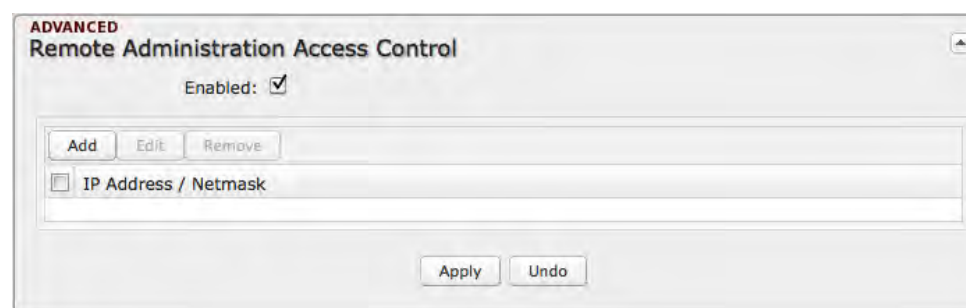 ADVANCED
Remote Administration Access Control
Enabled:
Add Edit Remove
IP Address / Netmask
Apply Undo